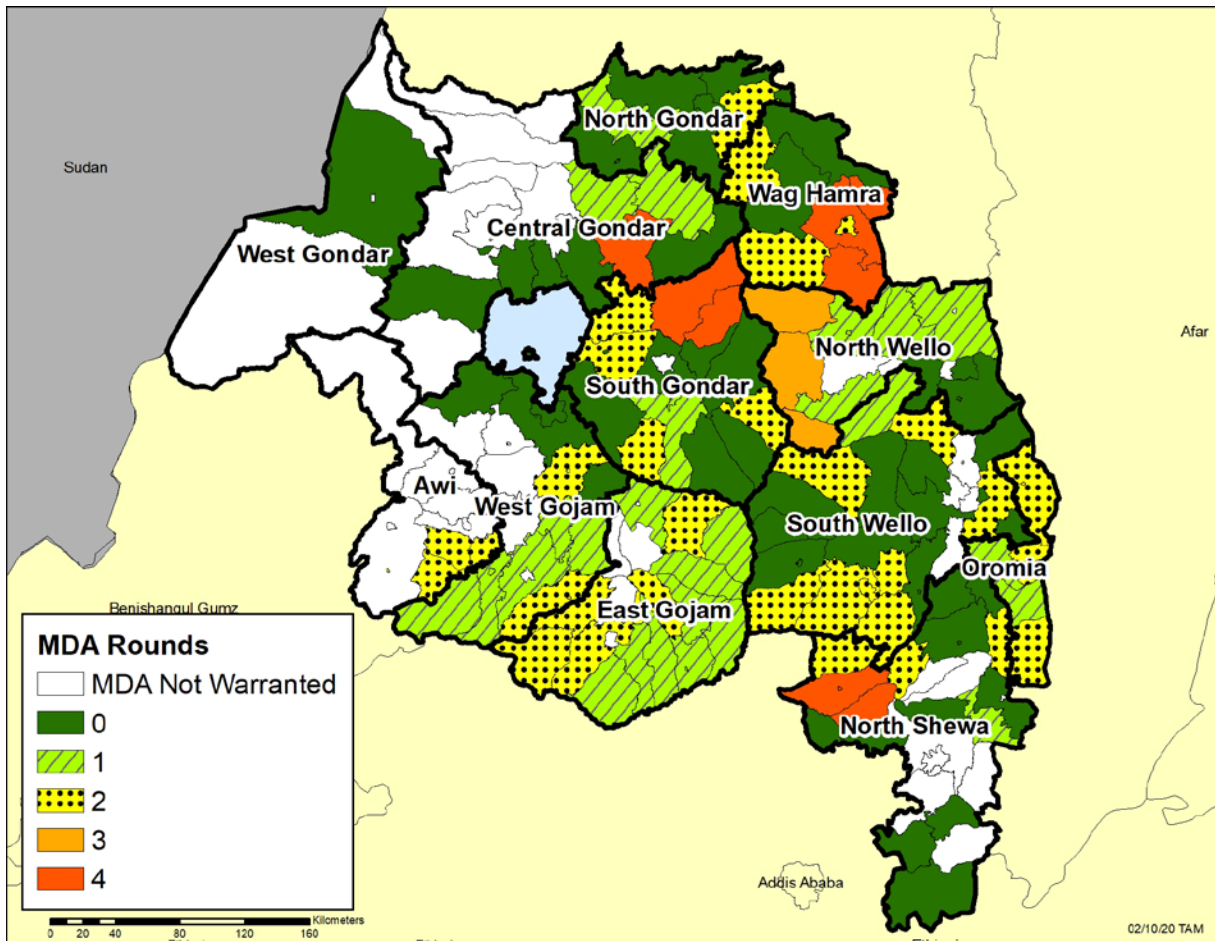 North Gondar
Sudan
Wag Hamra
Central Gondar
West Gondar
Afar
North Wello
South Gondar
Awi
West Gojam
South Wello
Oromia
Benishangul Gumz
East Gojam
MDA Rounds
MDA Not Warranted
0
1
2
3
4
North Shewa
Addis Ababa
Kilometers
0 20 40 80 120 160
02/10/20 TAM